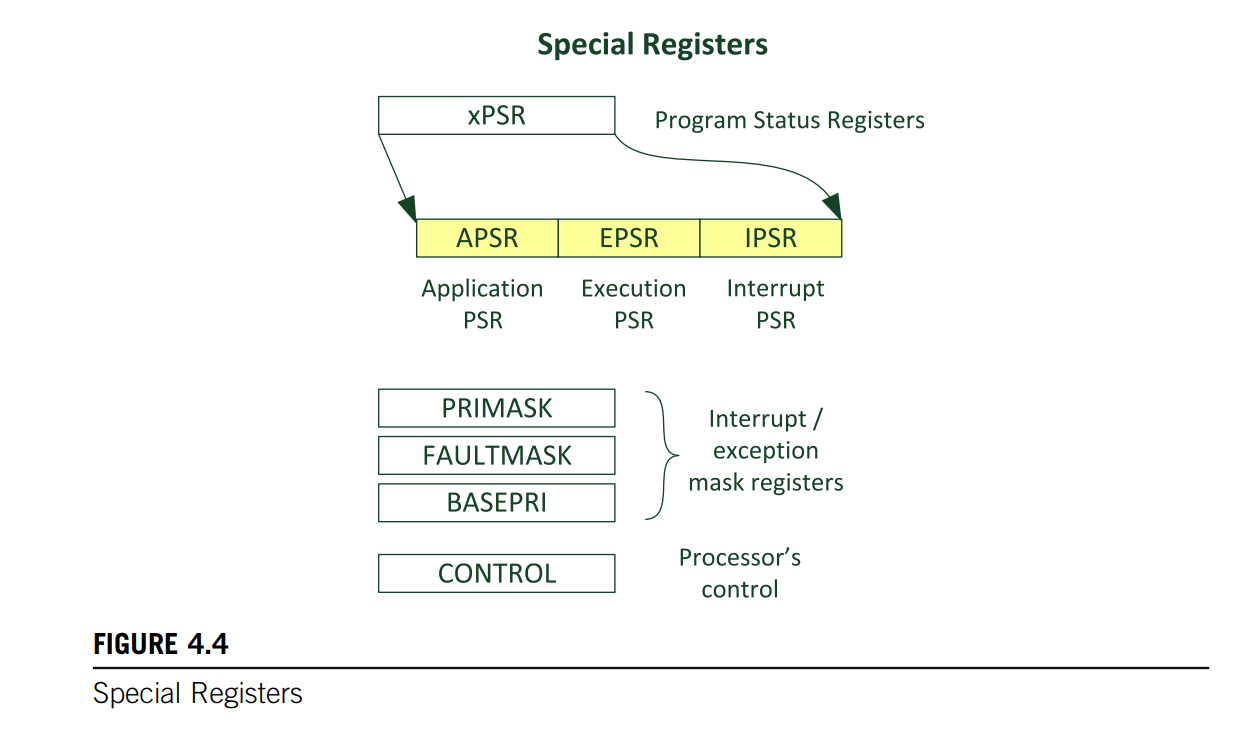 Special Registers
xPSR
Program Status Registers
APSR
EPSR
IPSR
Application
PSR
Execution
PSR
Interrupt
PSR
PRIMASK
FAULTMASK
BASEPRI
Interrupt /
exception
mask registers
CONTROL
Processor’s
control
FIGURE 4.4
Special Registers